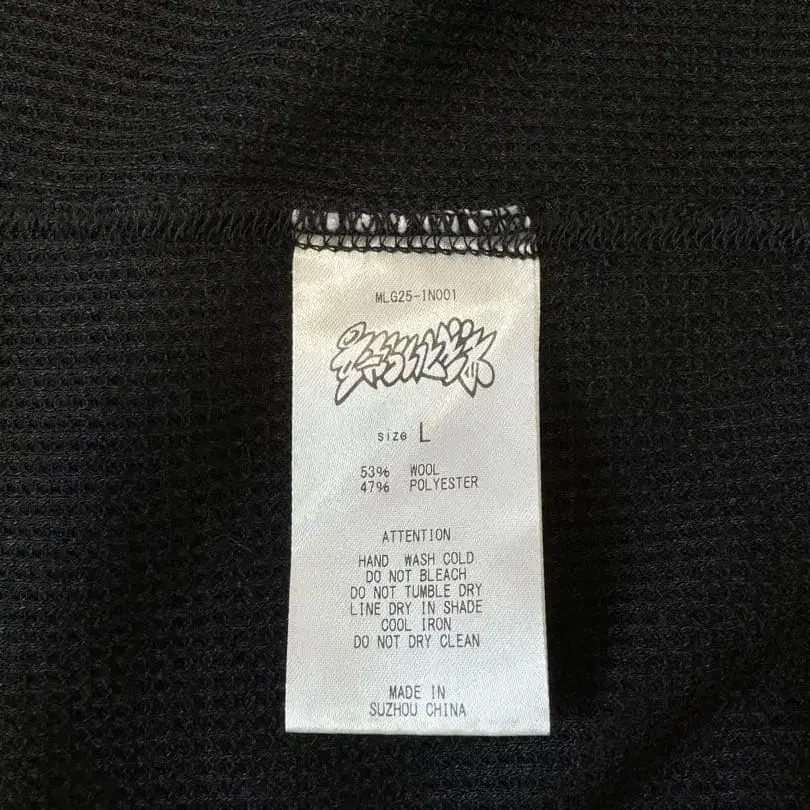 MLG25-IN001
size L
53% WOOL
47% POLYESTER
ATTENTION
HAND WASH COLD
DO NOT BLEACH
DO NOT TUMBLE DRY
LINE DRY IN SHADE
COOL IRON
DO NOT DRY CLEAN
MADE IN
SUZHOU CHINA